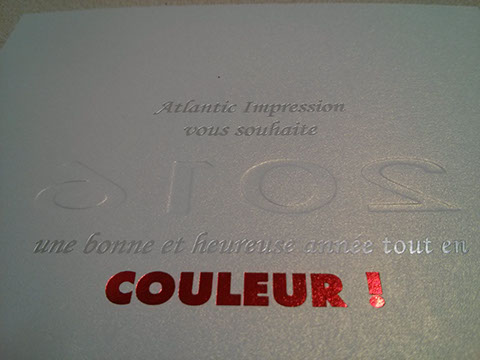 Atlantic Impression
vous souhaite
2016
une bonne et heureuse année tout en
COULEUR !